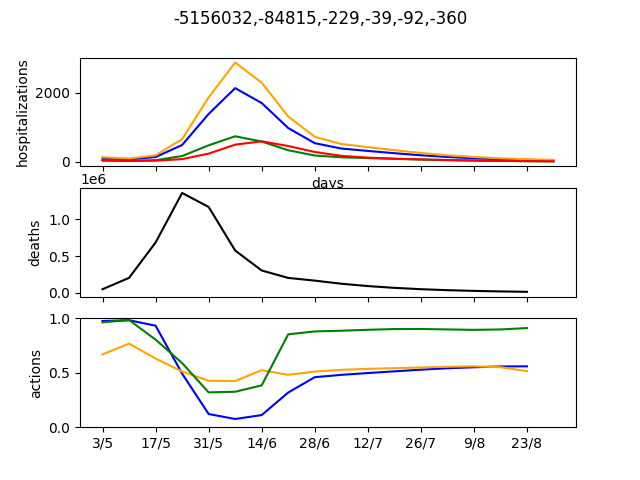 -5156032,-84815,-229,-39,-92,-360
hospitalizations
2000
0
days
1e6
deaths
1.0
0.5
0.0
actions
1.0
0.5
0.0
3/5 17/5 31/5 14/6 28/6 12/7 26/7 9/8 23/8